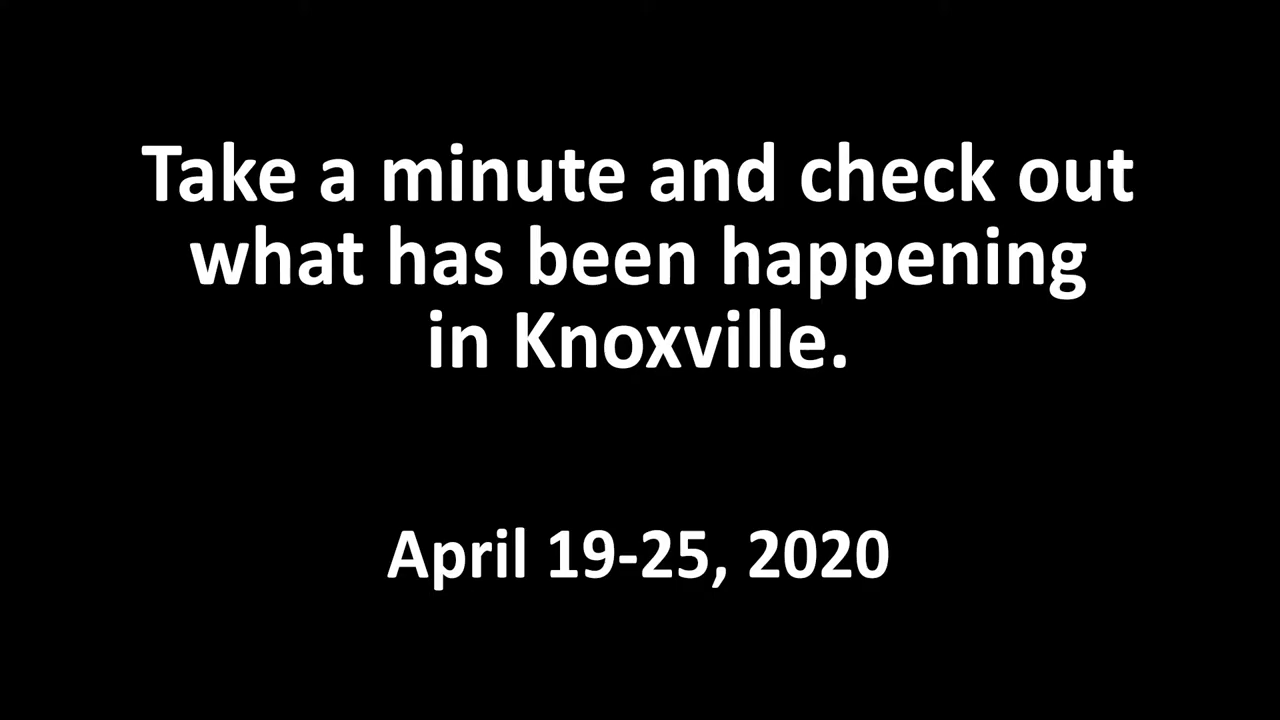 Take a minute and check out
what has been happening
in Knoxville.
April 19-25, 2020